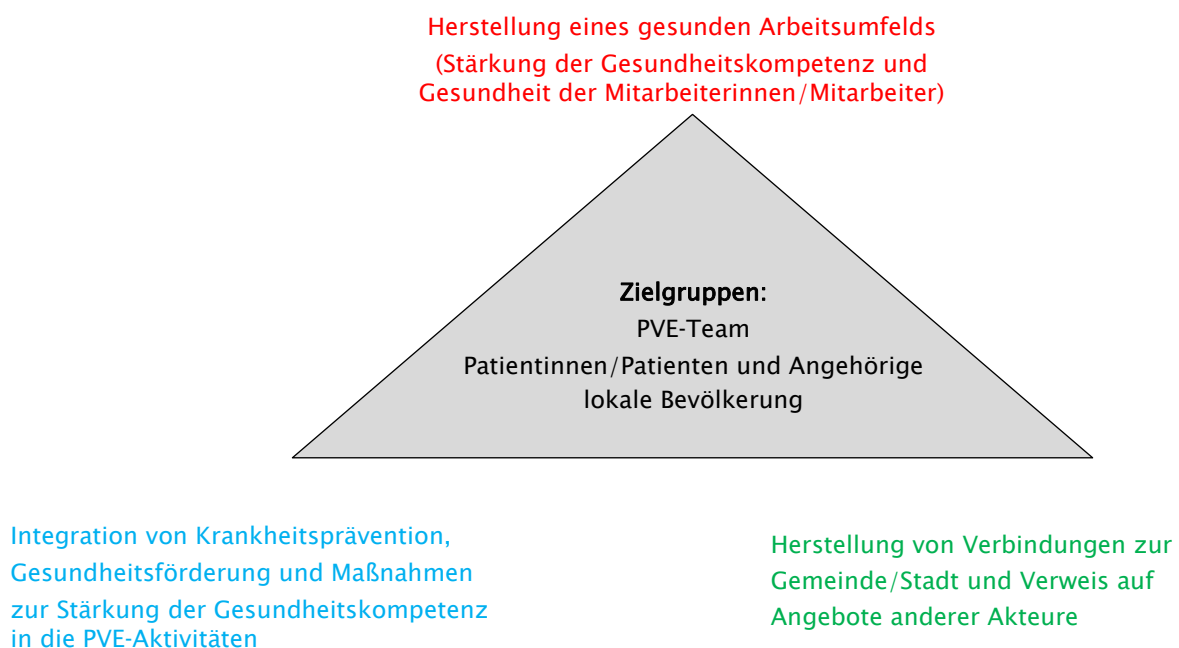 Herstellung eines gesunden Arbeitsumfelds
(Stärkung der Gesundheitskompetenz und
Gesundheit der Mitarbeiterinnen/Mitarbeiter)
Zielgruppen:
PVE-Team
Patientinnen/Patienten und Angehörige
lokale Bevölkerung
Integration von Krankheitsprävention,
Gesundheitsförderung und Maßnahmen
zur Stärkung der Gesundheitskompetenz
in die PVE-Aktivitäten
Herstellung von Verbindungen zur
Gemeinde/Stadt und Verweis auf
Angebote anderer Akteure